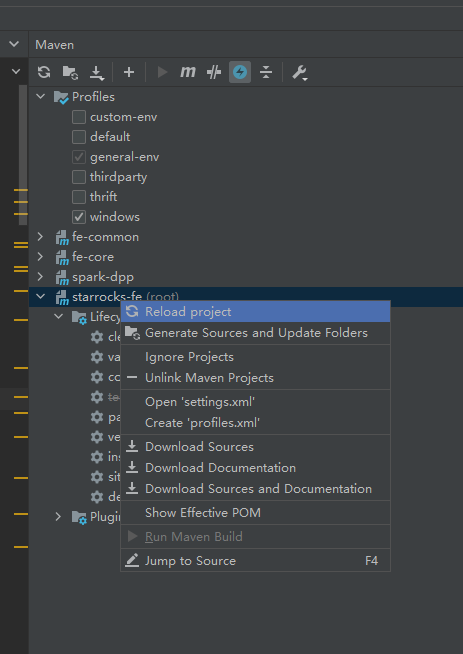 Maven
Profiles
custom-env
default
general-env
thirdparty
thrift
windows
fe-common
fe-core
spark-dpp
starrocks-fe (root)
Reload project
Lifecy
Generate Sources and Update Folders
cle
va
Ignore Projects
co
Unlink Maven Projects
te
Open 'settings.xml'
pa
Create 'profiles.xml'
ve
Download Sources
ins
Download Documentation
sit
Download Sources and Documentation
de
Plugin
Show Effective POM
Run Maven Build
Jump to Source F4